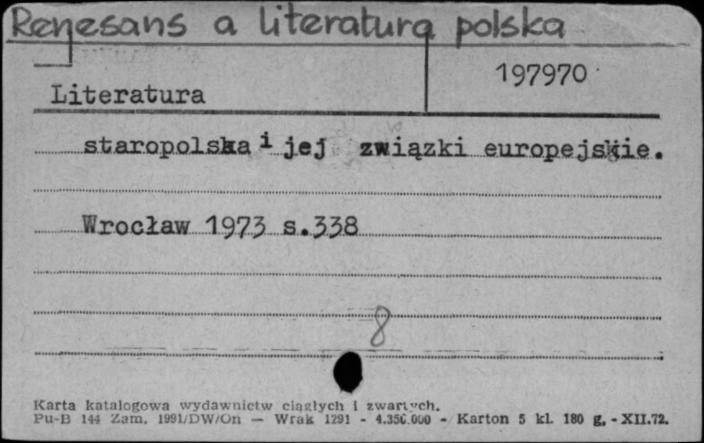 Renesans a literatura polska
197970
Literatura
staropolska i jej związki europejskie.
Wrocław 1973 s.338
8
Karta katalogowa wydawnictw ciągłych i zwartych.
Pu-B 144 Zam. 1991/DW/On — Wrak 1291 - 4.350.000 - Karton 5 kl. 180 g. - XII.72.